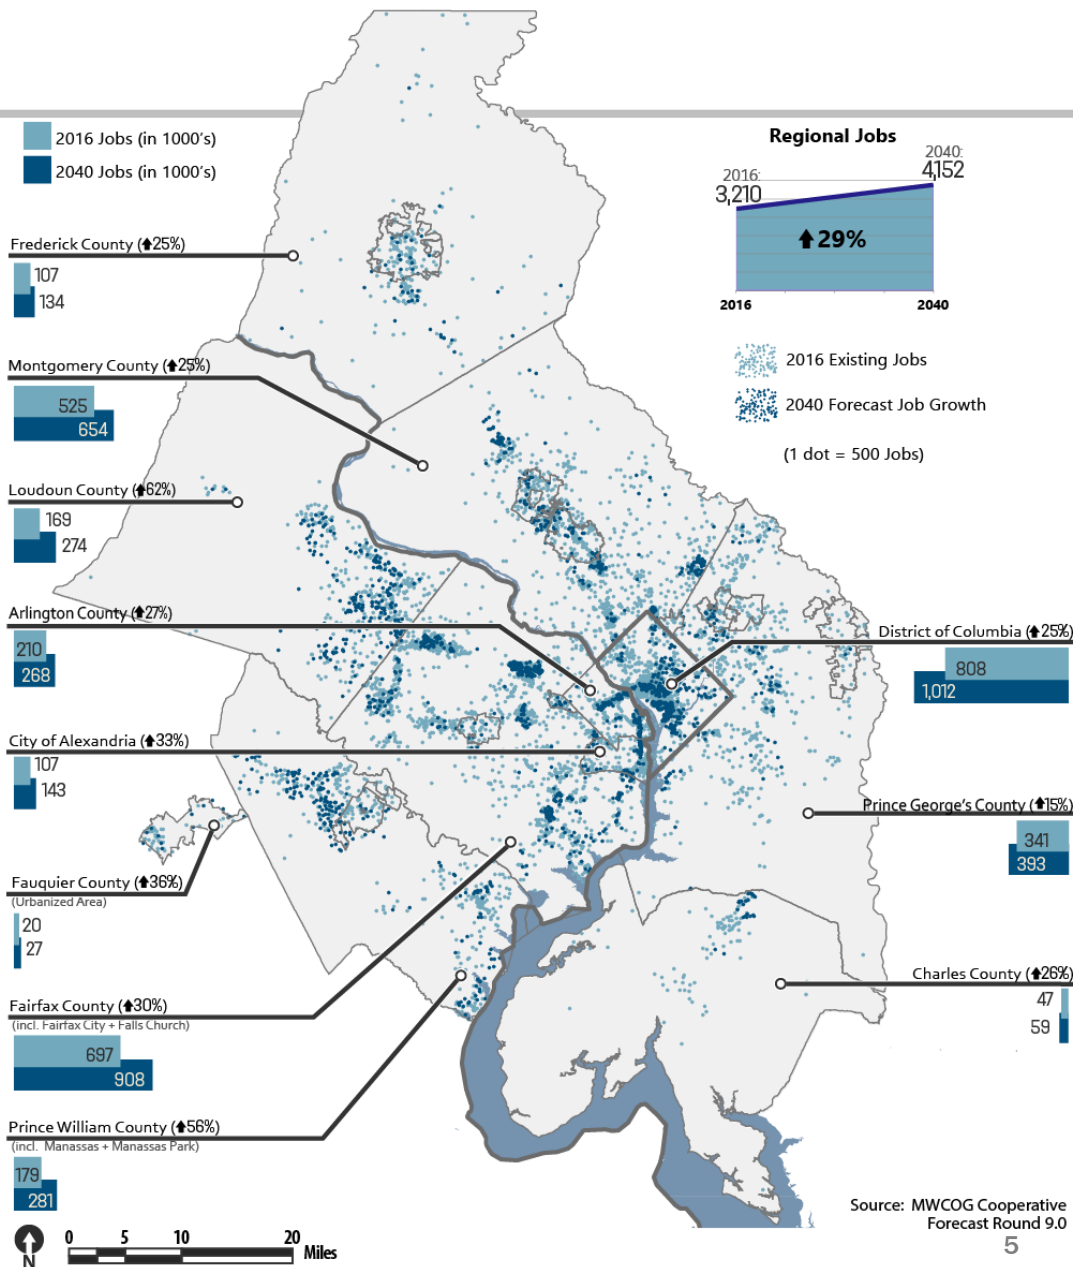 2016 Jobs (in 1000's)
2040 Jobs (in 1000's)
Regional Jobs
2016:
3,210
2040:
4,152
⬆29%
2016
2040
2016 Existing Jobs
2040 Forecast Job Growth
(1 dot = 500 Jobs)
Frederick County (⬆25%)
107
134
Montgomery County (⬆25%)
525
654
Loudoun County (⬆62%)
169
274
Arlington County (⬆27%)
210
268
City of Alexandria (⬆33%)
107
143
Fauquier County (⬆36%)
(Urbanized Area)
20
27
Fairfax County (⬆30%)
(incl. Fairfax City + Falls Church)
697
908
Prince William County (⬆56%)
(incl. Manassas + Manassas Park)
179
281
District of Columbia (⬆25%)
808
1,012
Prince George's County (⬆15%)
341
393
Charles County (⬆26%)
47
59
N
0 5 10 20
Miles
Source: MWCOG Cooperative
Forecast Round 9.0
5